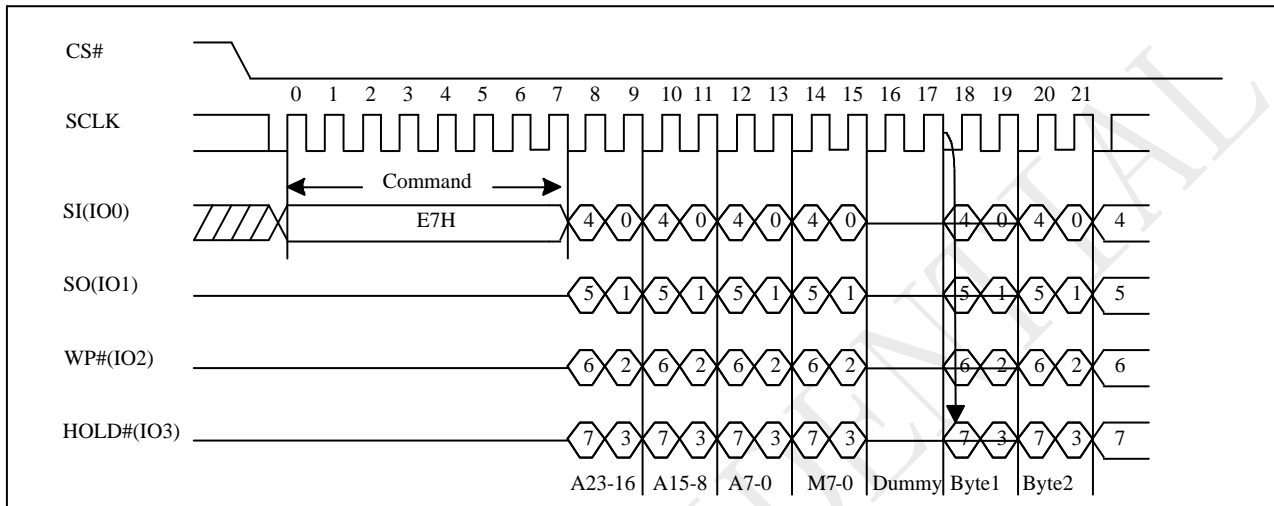 CS#
0 1 2 3 4 5 6 7 8 9 10 11 12 13 14 15 16 17 18 19 20 21
SCLK
Command
SI(IO0)
E7H
4 0 4 0 4 0 4 0 4 0 4 0 4
SO(IO1)
5 1 5 1 5 1 5 1 5 1 5 1 5
WP#(IO2)
6 2 6 2 6 2 6 2 6 2 6 2 6
HOLD#(IO3)
7 3 7 3 7 3 7 3 7 3 7 3 7
A23-16 A15-8 A7-0 M7-0 Dummy Byte1 Byte2